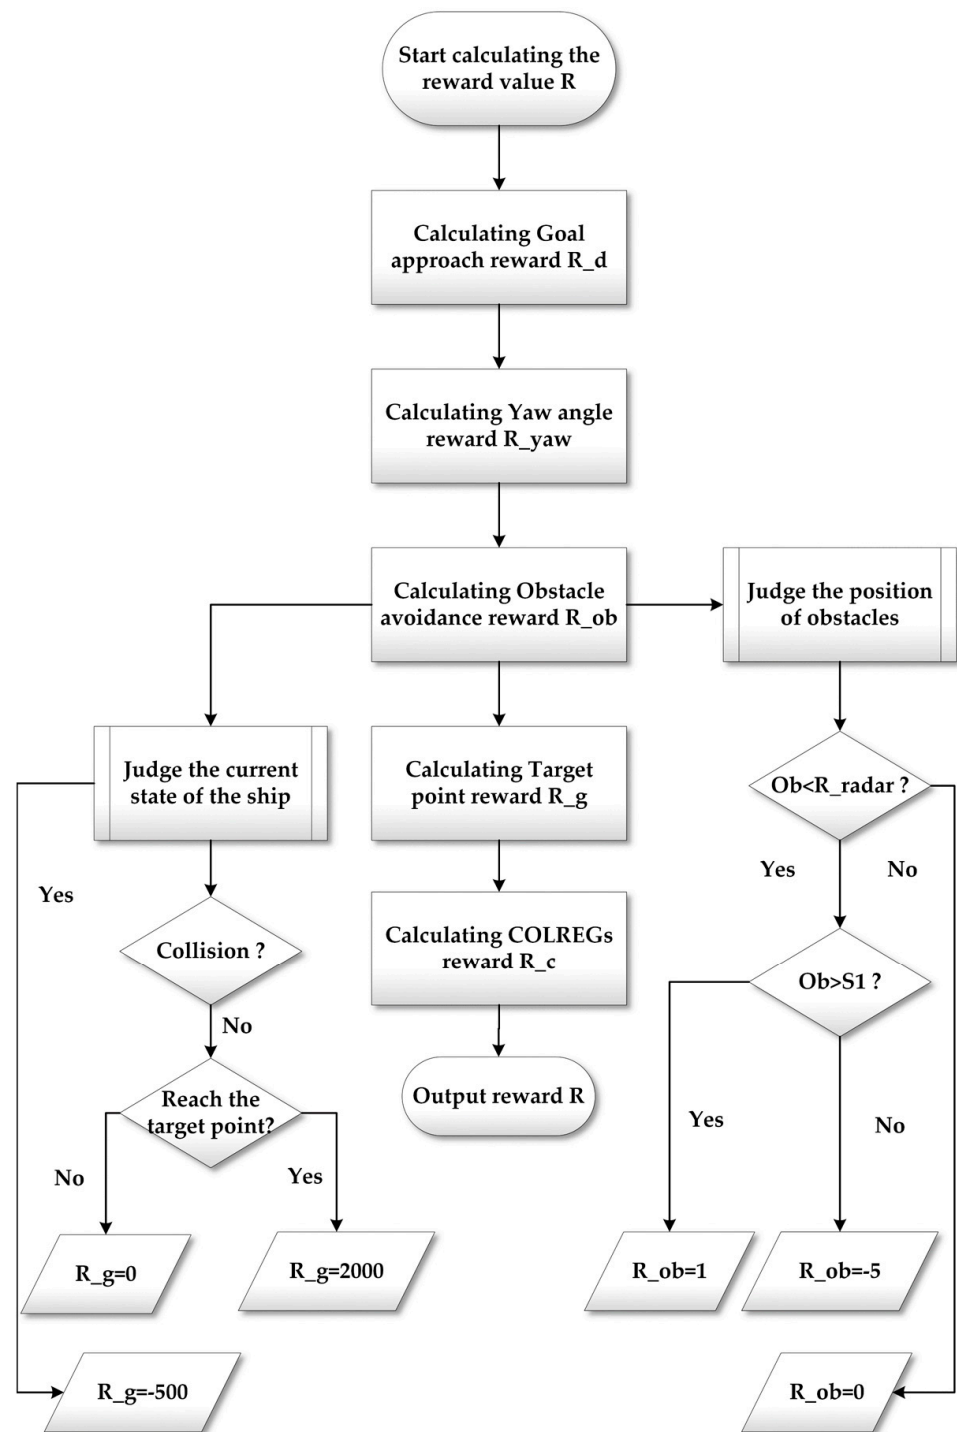 Start calculating the
reward value R
Calculating Goal
approach reward R_d
Calculating Yaw angle
reward R_yaw
Calculating Obstacle
avoidance reward R_ob
Judge the position
of obstacles
Judge the current
state of the ship
Calculating Target
point reward R_g
Ob<R_radar ?
Yes
Yes
No
Collision ?
Calculating COLREGs
reward R_c
Ob>S1 ?
No
Reach the
target point?
Output reward R
Yes
No
No
Yes
R_g=0
R_g=2000
R_ob=1
R_ob=-5
R_g=-500
R_ob=0